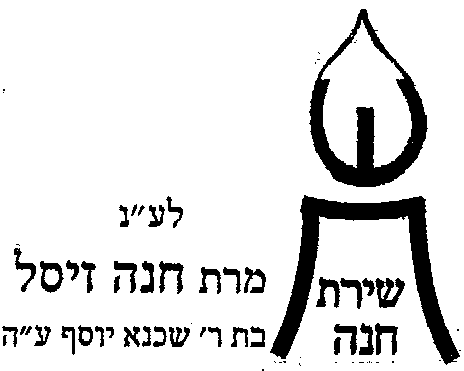 לע״נ
מרת חנה זיסל
בת ר׳ שכנא יוסף ע״ה
שירת
חנה